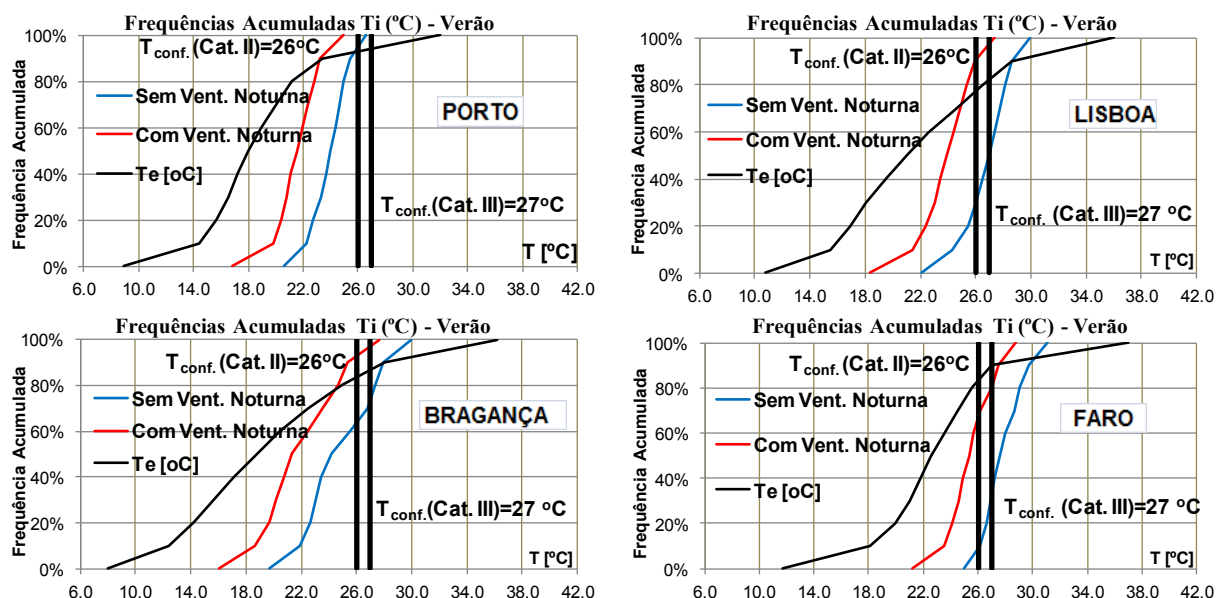 Frequências Acumuladas Ti (ºC) - Verão
Frequência Acumulada
100%
80%
60%
40%
20%
0%
Tconf.(Cat. II)=26ºC
Sem Vent. Noturna
Com Vent. Noturna
Te [oC]
PORTO
Tconf.(Cat. III)=27ºC
T [ºC]
6.0 10.0 14.0 18.0 22.0 26.0 30.0 34.0 38.0 42.0
Frequências Acumuladas Ti (ºC) - Verão
Frequência Acumulada
100%
80%
60%
40%
20%
0%
Tconf.(Cat. II)=26ºC
Sem Vent. Noturna
Com Vent. Noturna
Te [oC]
LISBOA
Tconf.(Cat. III)=27 ºC
T [ºC]
6.0 10.0 14.0 18.0 22.0 26.0 30.0 34.0 38.0 42.0
Frequências Acumuladas Ti (ºC) - Verão
Frequência Acumulada
100%
80%
60%
40%
20%
0%
Tconf.(Cat. II)=26ºC
Sem Vent. Noturna
Com Vent. Noturna
Te [oC]
BRAGANÇA
Tconf.(Cat. III)=27 ºC
T [ºC]
6.0 10.0 14.0 18.0 22.0 26.0 30.0 34.0 38.0 42.0
Frequências Acumuladas Ti (ºC) - Verão
Frequência Acumulada
100%
80%
60%
40%
20%
0%
Tconf.(Cat. II)=26ºC
Sem Vent. Noturna
Com Vent. Noturna
Te [oC]
FARO
Tconf.(Cat. III)=27 ºC
T [ºC]
6.0 10.0 14.0 18.0 22.0 26.0 30.0 34.0 38.0 42.0